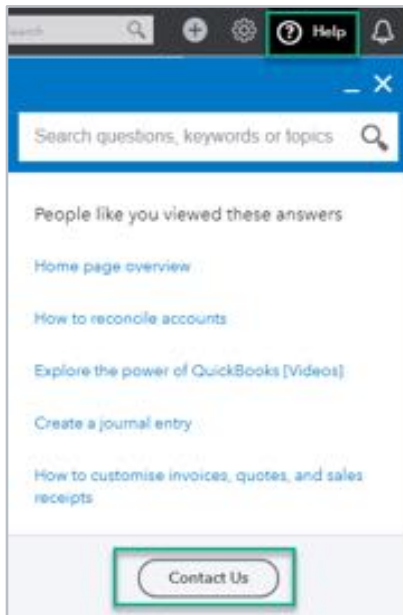 Help
Search questions, keywords or topics
People like you viewed these answers
Home page overview
How to reconcile accounts
Explore the power of QuickBooks [Videos]
Create a journal entry
How to customise invoices, quotes, and sales
receipts
Contact Us